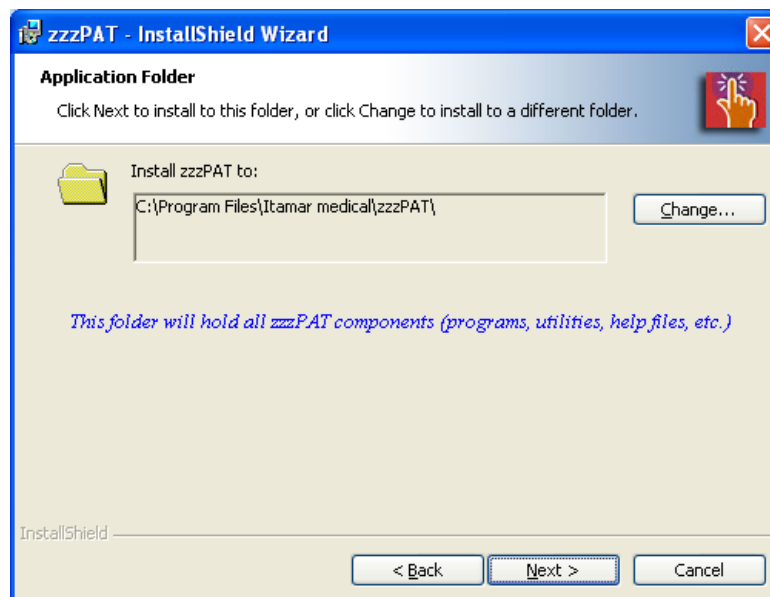 zzzPAT - InstallShield Wizard
Application Folder
Click Next to install to this folder, or click Change to install to a different folder.
Install zzzPAT to:
C:\Program Files\Itamar medical\zzzPAT\
Change...
This folder will hold all zzzPAT components (programs, utilities, help files, etc.)
InstallShield
< Back
Next >
Cancel